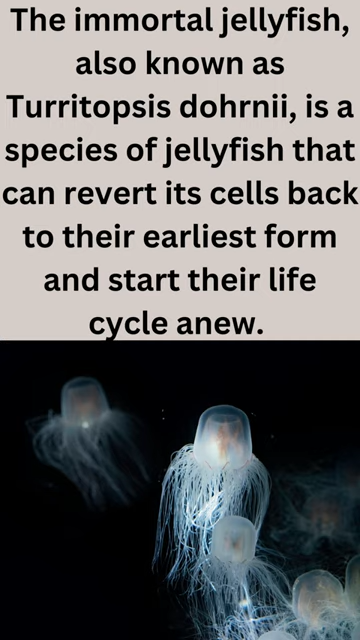 The immortal jellyfish,
also known as
Turritopsis dohrnii, is a
species of jellyfish that
can revert its cells back
to their earliest form
and start their life
cycle anew.